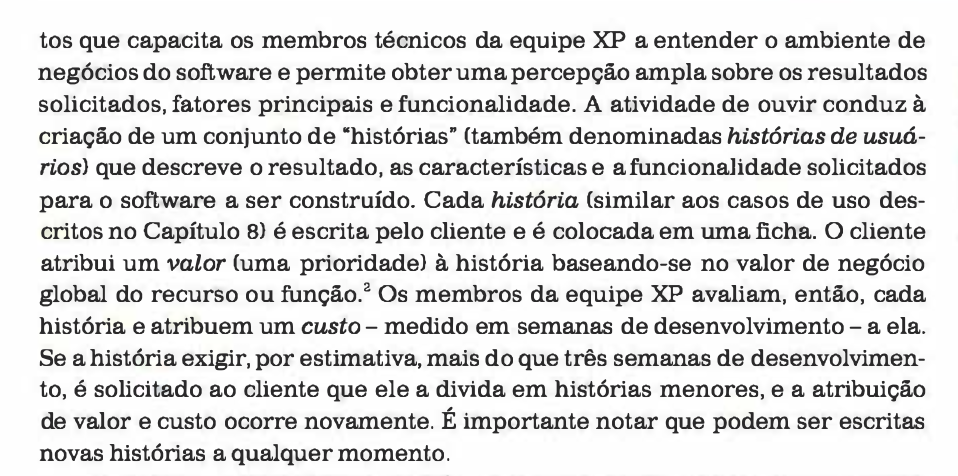 tos que capacita os membros técnicos da equipe XP a entender o ambiente de
negócios do software e permite obter uma percepção ampla sobre os resultados
solicitados, fatores principais e funcionalidade. A atividade de ouvir conduz à
criação de um conjunto de "histórias" (também denominadas histórias de usuá-
rios) que descreve o resultado, as características e a funcionalidade solicitados
para o software a ser construído. Cada história (similar aos casos de uso des-
critos no Capítulo 8) é escrita pelo cliente e é colocada em uma ficha. O cliente
atribui um valor (uma prioridade) à história baseando-se no valor de negócio
global do recurso ou função.² Os membros da equipe XP avaliam, então, cada
história e atribuem um custo – medido em semanas de desenvolvimento – a ela.
Se a história exigir, por estimativa, mais do que três semanas de desenvolvimen-
to, é solicitado ao cliente que ele a divida em histórias menores, e a atribuição
de valor e custo ocorre novamente. É importante notar que podem ser escritas
novas histórias a qualquer momento.